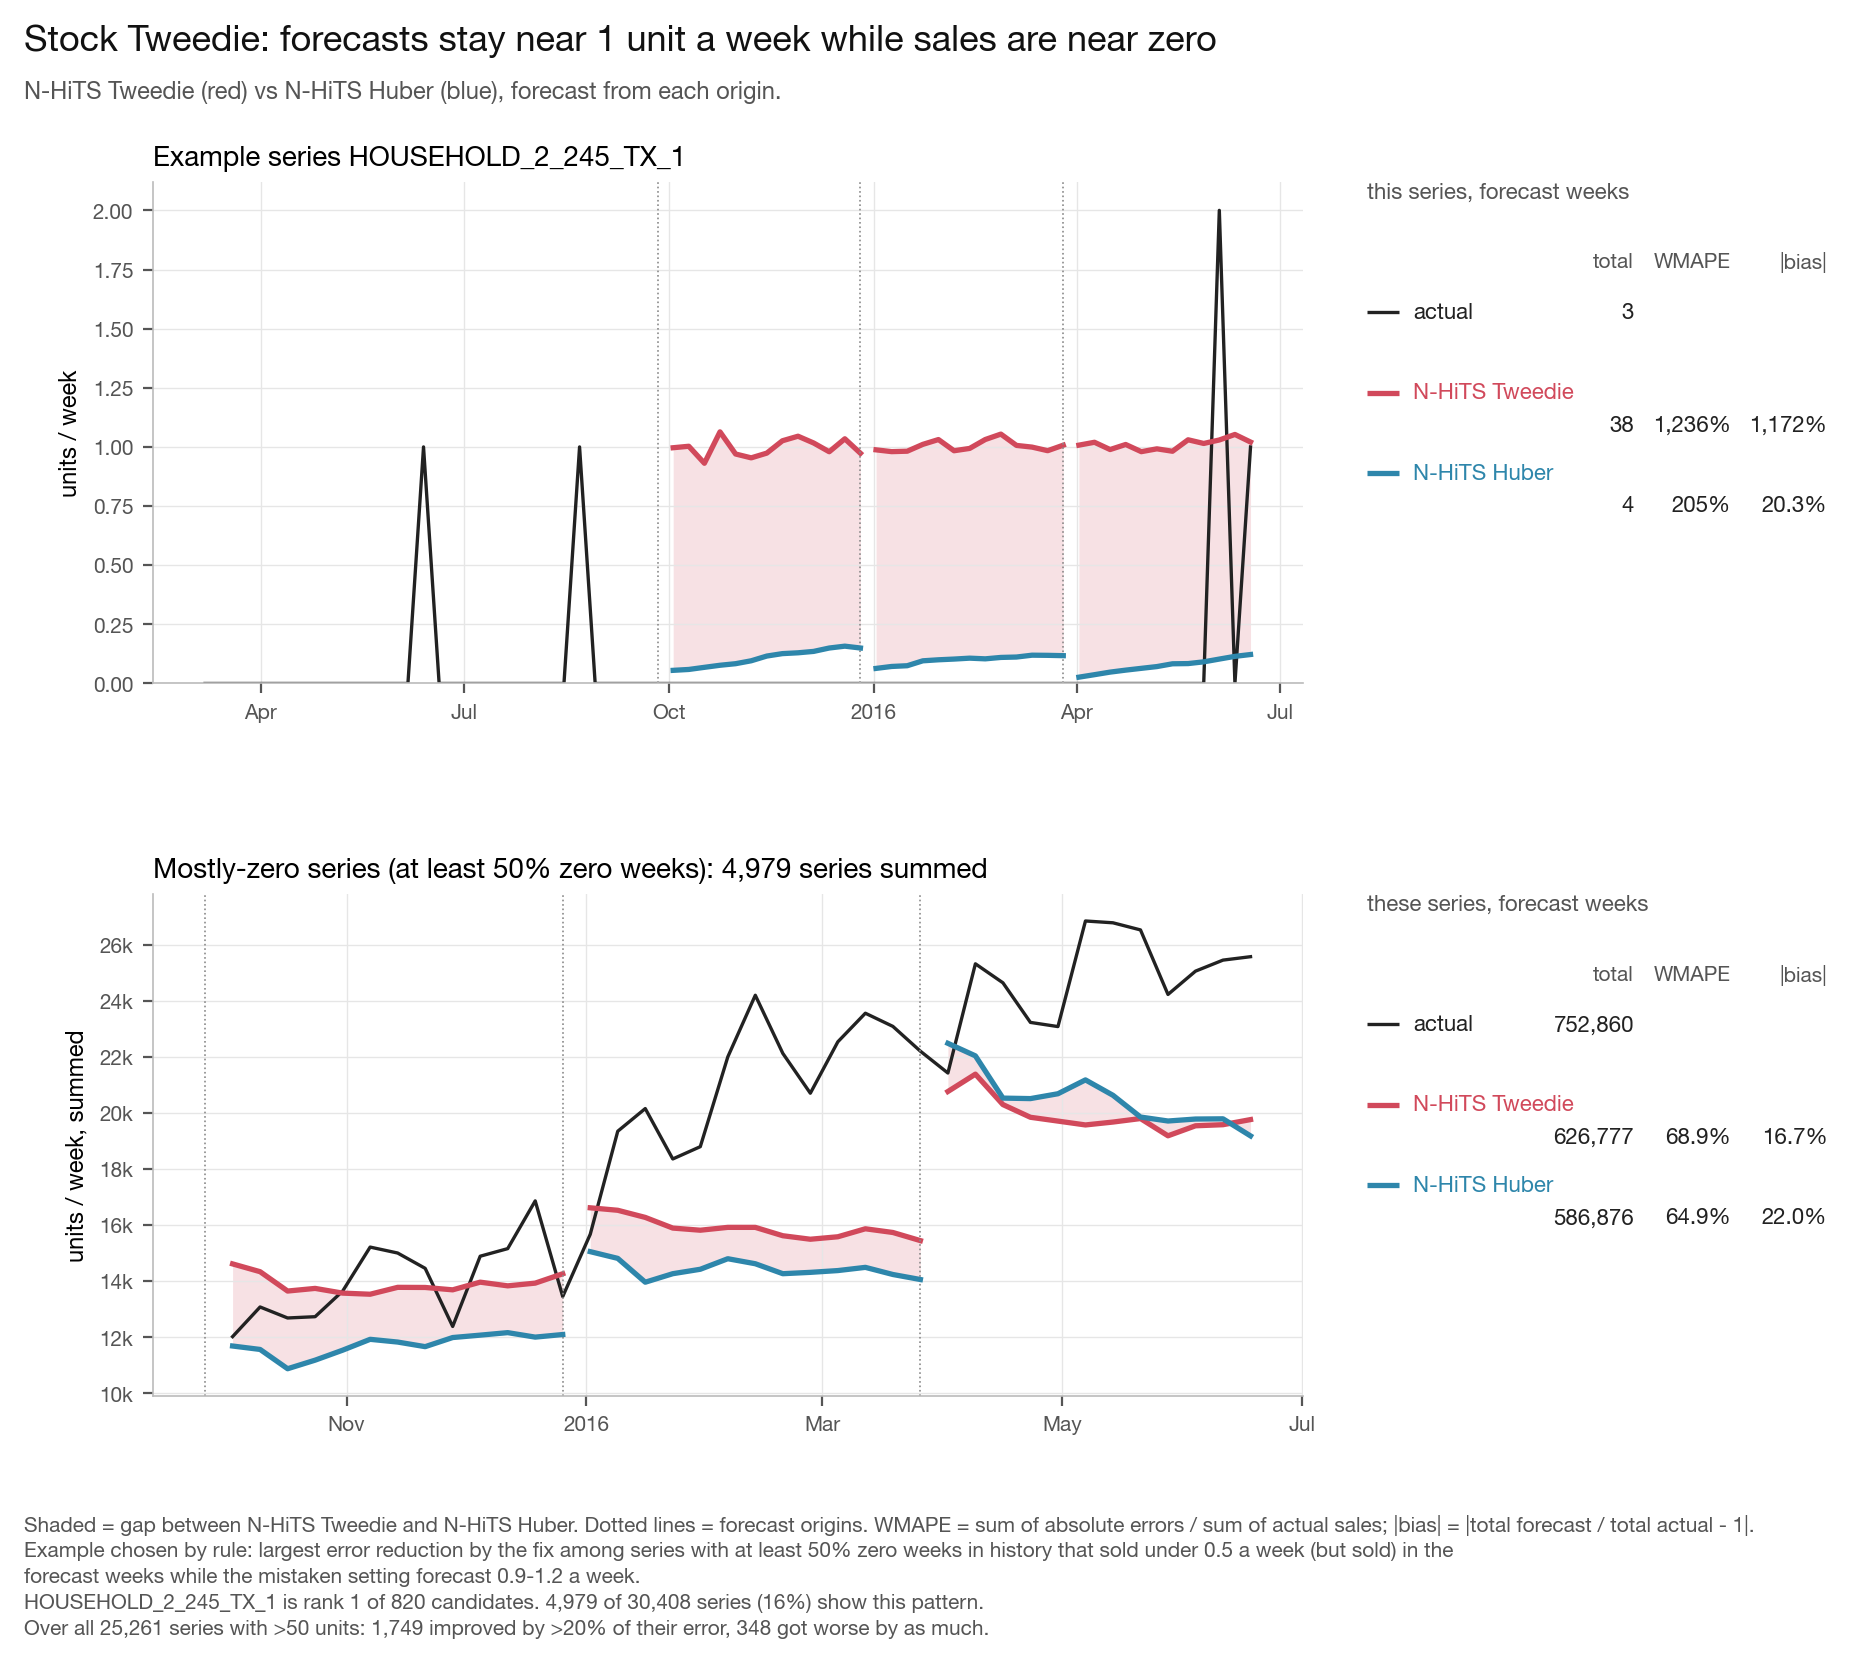 Stock Tweedie: forecasts stay near 1 unit a week while sales are near zero
N-HiTS Tweedie (red) vs N-HiTS Huber (blue), forecast from each origin.
Example series HOUSEHOLD_2_245_TX_1
units / week
2.00
1.75
1.50
1.25
1.00
0.75
0.50
0.25
0.00
Apr
Jul
Oct
2016
Apr
Jul
this series, forecast weeks
total WMAPE |bias|
actual 3
N-HiTS Tweedie
38 1,236% 1,172%
N-HiTS Huber
4 205% 20.3%
Mostly-zero series (at least 50% zero weeks): 4,979 series summed
units / week, summed
26k
24k
22k
20k
18k
16k
14k
12k
10k
Nov
2016
Mar
May
Jul
these series, forecast weeks
total WMAPE |bias|
actual 752,860
N-HiTS Tweedie
626,777 68.9% 16.7%
N-HiTS Huber
586,876 64.9% 22.0%
Shaded = gap between N-HiTS Tweedie and N-HiTS Huber. Dotted lines = forecast origins. WMAPE = sum of absolute errors / sum of actual sales; |bias| = |total forecast / total actual - 1|.
Example chosen by rule: largest error reduction by the fix among series with at least 50% zero weeks in history that sold under 0.5 a week (but sold) in the
forecast weeks while the mistaken setting forecast 0.9-1.2 a week.
HOUSEHOLD_2_245_TX_1 is rank 1 of 820 candidates. 4,979 of 30,408 series (16%) show this pattern.
Over all 25,261 series with >50 units: 1,749 improved by >20% of their error, 348 got worse by as much.